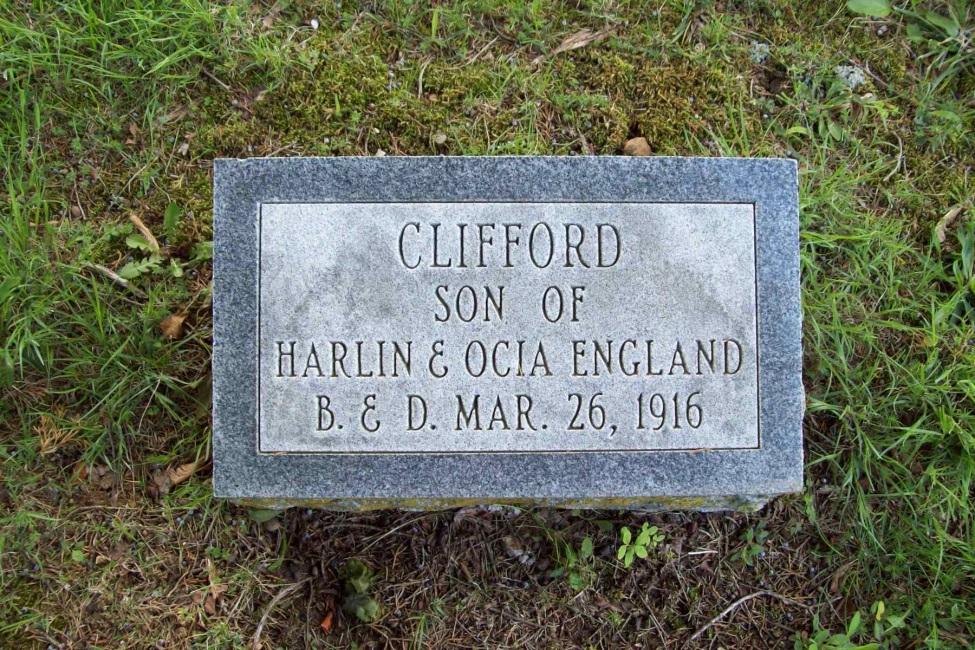 CLIFFORD
SON OF
HARLIN & OCIA ENGLAND
B. & D. MAR. 26, 1916